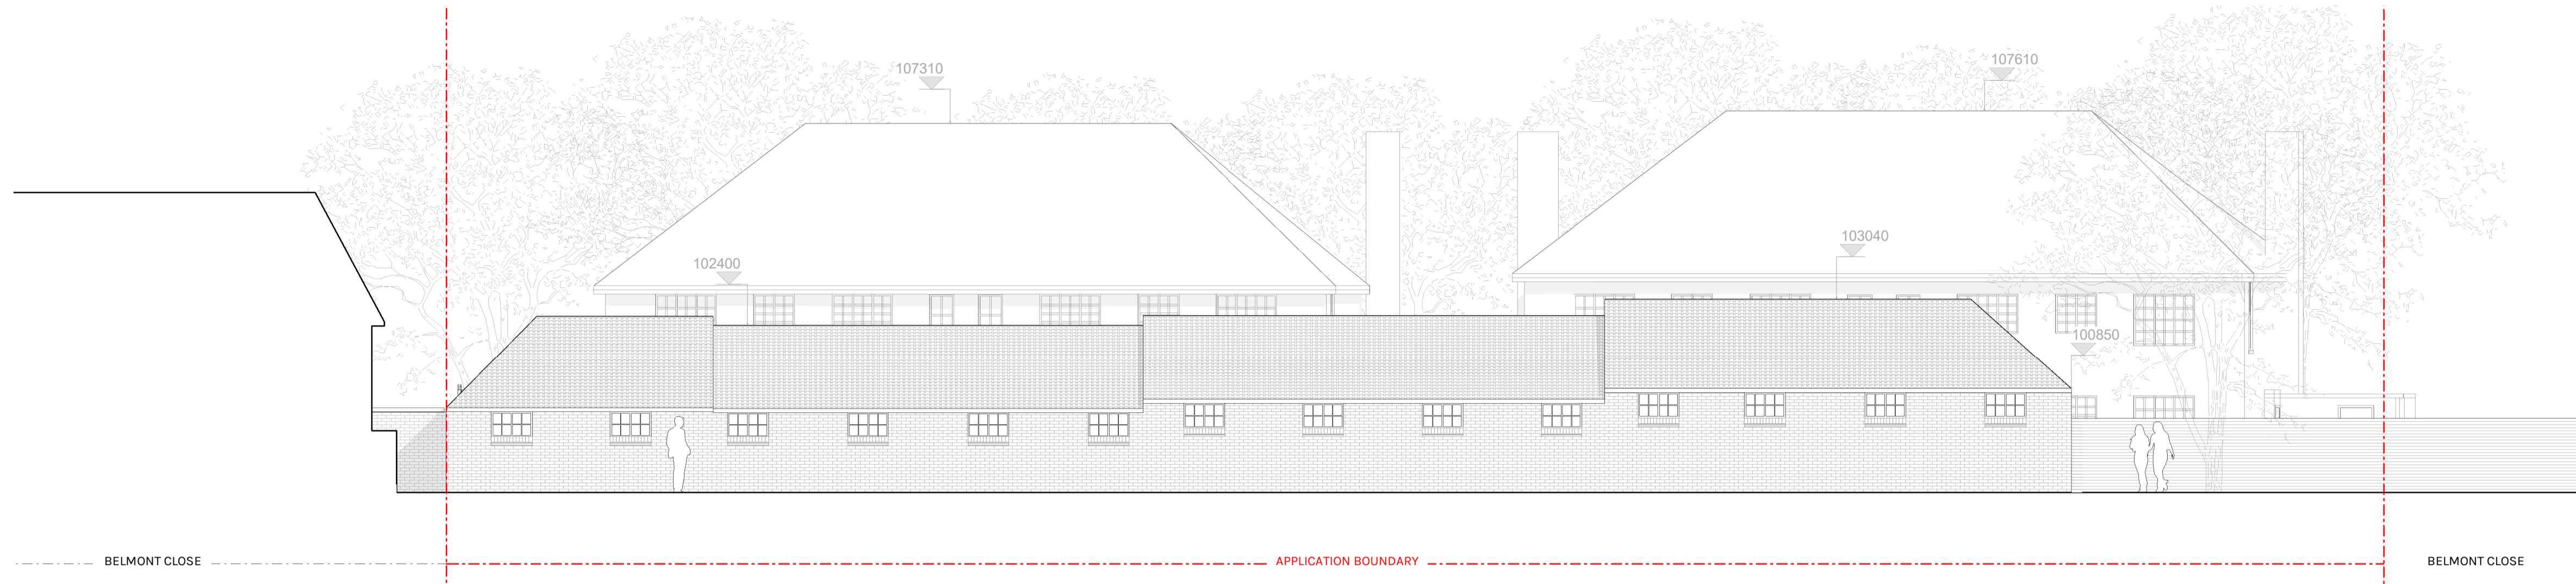 107310
107610
103040
102400
100850
BELMONT CLOSE
APPLICATION BOUNDARY
BELMONT CLOSE